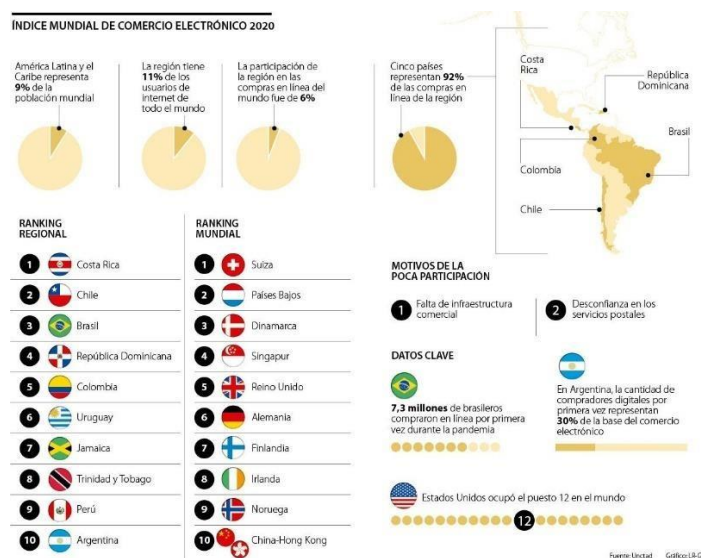 ÍNDICE MUNDIAL DE COMERCIO ELECTRÓNICO 2020
América Latina y el
Caribe representa
9% de la
población mundial
La región tiene
11% de los
usuarios de
internet de
todo el mundo
La participación de
la región en las
compras en línea
del mundo fue de 6%
Cinco países
representan 92%
de las compras en
línea de la región
Costa
Rica
República
Dominicana
Brasil
Colombia
Chile
RANKING
REGIONAL
1 Costa Rica
2 Chile
3 Brasil
4 República Dominicana
5 Colombia
6 Uruguay
7 Jamaica
8 Trinidad y Tobago
9 Perú
10 Argentina
RANKING
MUNDIAL
1 Suiza
2 Países Bajos
3 Dinamarca
4 Singapur
5 Reino Unido
6 Alemania
7 Finlandia
8 Irlanda
9 Noruega
10 China-Hong Kong
MOTIVOS DE LA
POCA PARTICIPACIÓN
1 Falta de infraestructura
comercial
2 Desconfianza en los
servicios postales
DATOS CLAVE
7,3 millones de brasileros
compraron en línea por primera
vez durante la pandemia
En Argentina, la cantidad de
compradores digitales por
primera vez representan
30% de la base del comercio
electrónico
Estados Unidos ocupó el puesto 12 en el mundo
12
Fuente: Unctad Gráfico: LR-G